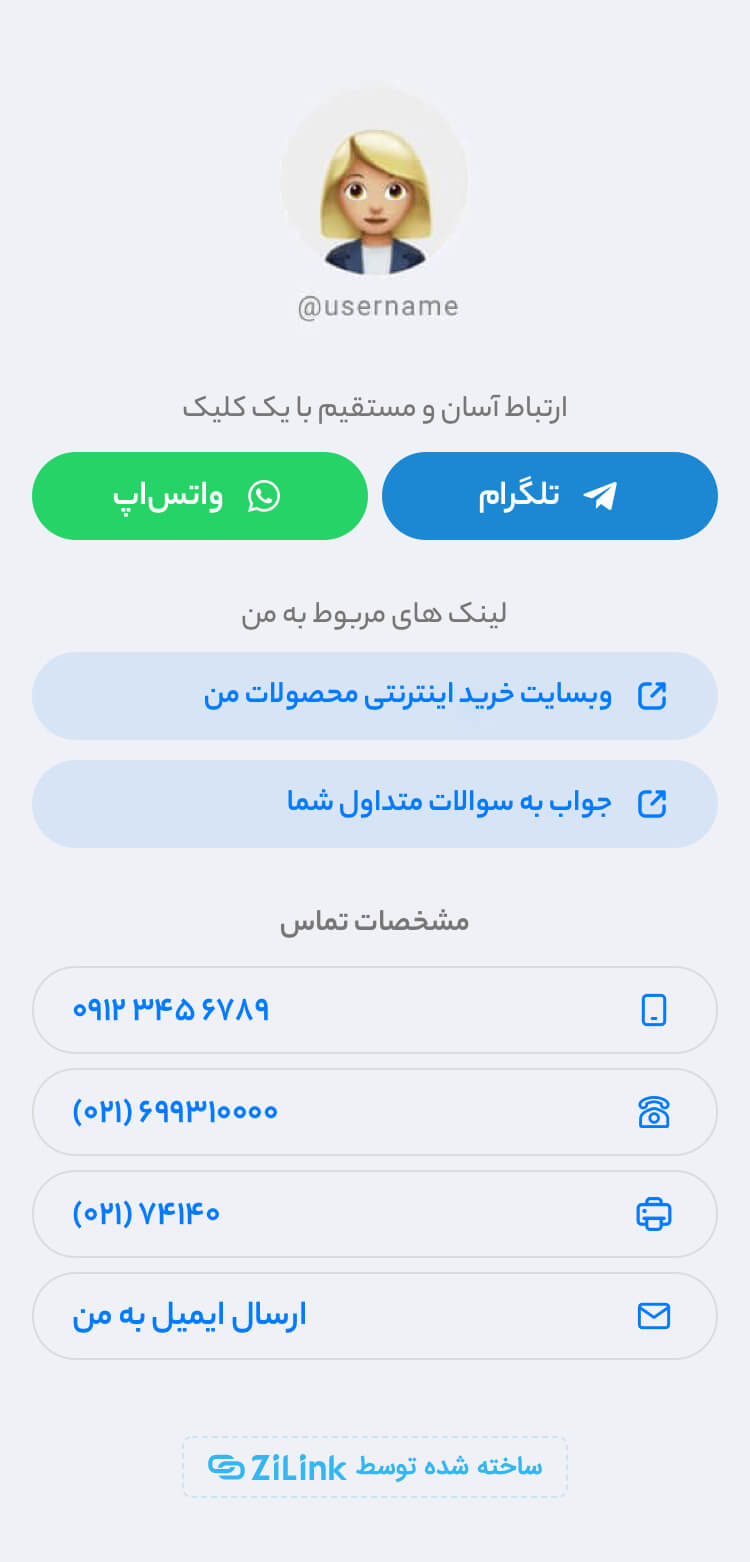 @username
ارتباط آسان و مستقیم با یک کلیک
تلگرام
واتس‌اپ
لینک های مربوط به من
وبسایت خرید اینترنتی محصولات من
جواب به سوالات متداول شما
مشخصات تماس
۰۹۱۲ ۳۴۵ ۶۷۸۹
(۰۲۱) ۶۹۹۳۱۰۰۰۰
(۰۲۱) ۷۴۱۴۰
ارسال ایمیل به من
ساخته شده توسط ZiLink